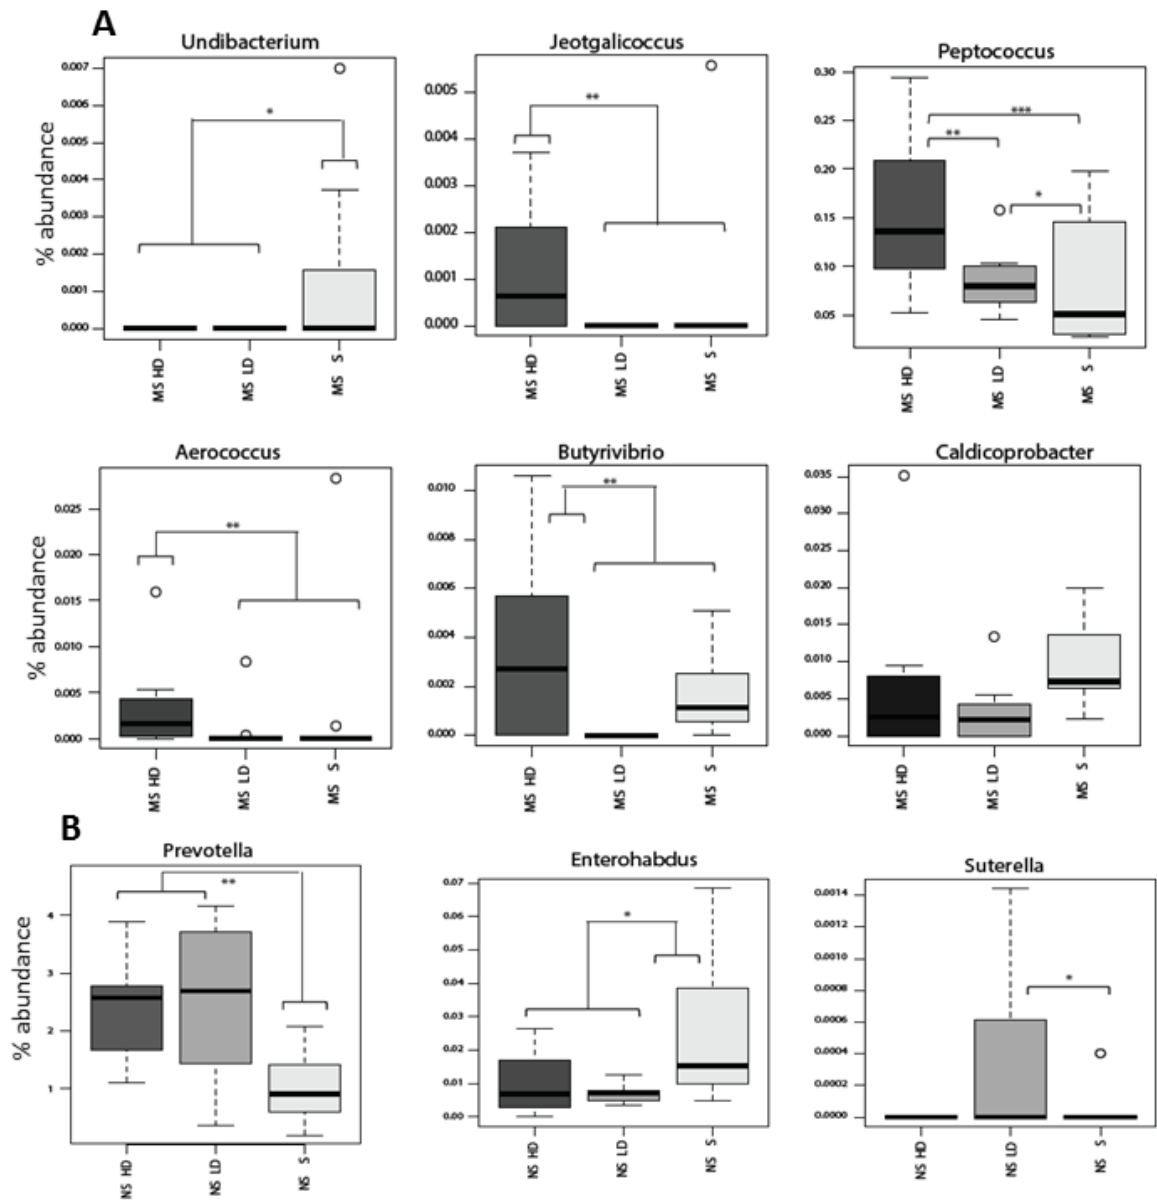 A
Undibacterium
Jeotgalicoccus
Peptococcus
% abundance
0.007
0.006
0.005
0.004
0.003
0.002
0.001
0.000
*
MS HD
MS LD
MS S
0.005
0.004
0.003
0.002
0.001
0.000
**
MS HD
MS LD
MS S
0.30
0.25
0.20
0.15
0.10
0.05
***
**
*
MS HD
MS LD
MS S
Aerococcus
Butyrivibrio
Caldicoprobacter
% abundance
0.025
0.020
0.015
0.010
0.005
0.000
**
MS HD
MS LD
MS S
0.010
0.008
0.006
0.004
0.002
0.000
**
MS HD
MS LD
MS S
0.035
0.030
0.025
0.020
0.015
0.010
0.005
0.000
MS HD
MS LD
MS S
B
Prevotella
Enterohabdus
Suterella
% abundance
4
3
2
1
**
NS HD
NS LD
NS S
0.07
0.06
0.05
0.04
0.03
0.02
0.01
0.00
*
NS HD
NS LD
NS S
0.0014
0.0012
0.0010
0.0008
0.0006
0.0004
0.0002
0.0000
*
NS HD
NS LD
NS S